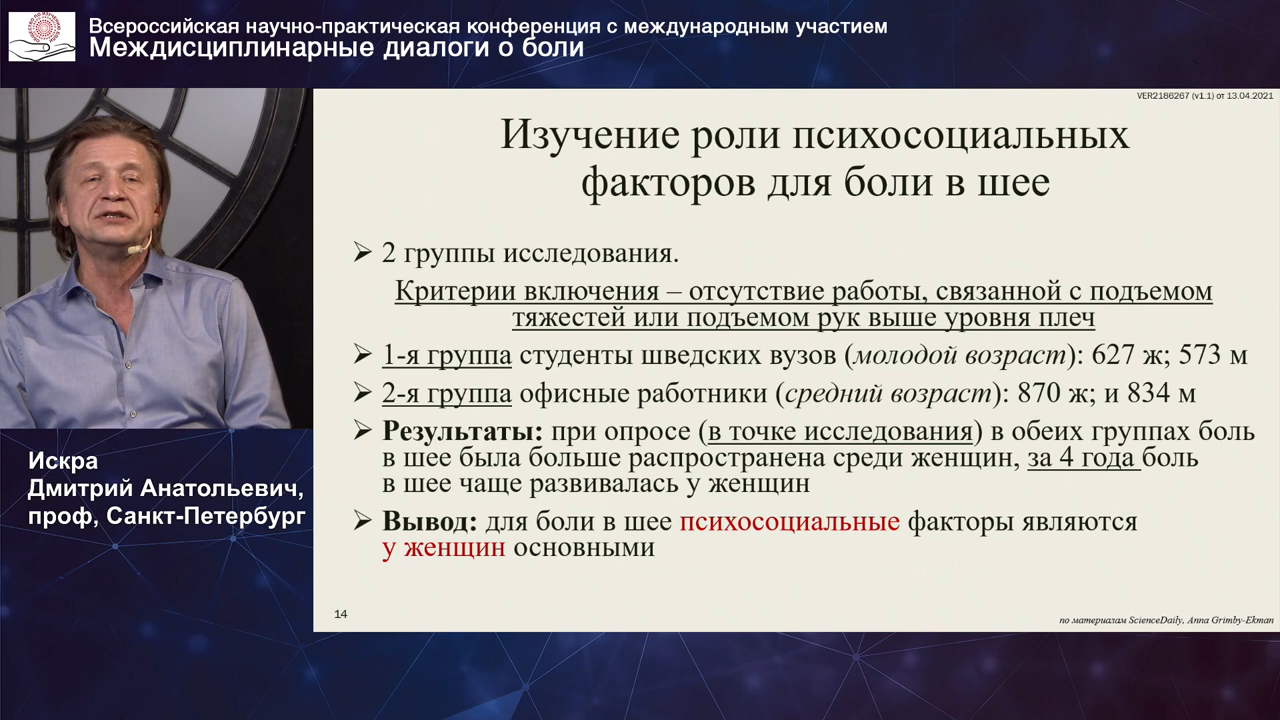 Всероссийская научно-практическая конференция с международным участием
Междисциплинарные диалоги о боли
VER2186267 (v1.1) от 13.04.2021
Изучение роли психосоциальных
факторов для боли в шее
➢ 2 группы исследования.
Критерии включения – отсутствие работы, связанной с подъемом
тяжестей или подъемом рук выше уровня плеч
➢ 1-я группа студенты шведских вузов (молодой возраст): 627 ж; 573 м
➢ 2-я группа офисные работники (средний возраст): 870 ж; и 834 м
➢ Результаты: при опросе (в точке исследования) в обеих группах боль
в шее была больше распространена среди женщин, за 4 года боль
в шее чаще развивалась у женщин
➢ Вывод: для боли в шее психосоциальные факторы являются
у женщин основными
14
по материалам ScienceDaily, Anna Grimby-Ekman
Искра
Дмитрий Анатольевич,
проф, Санкт-Петербург